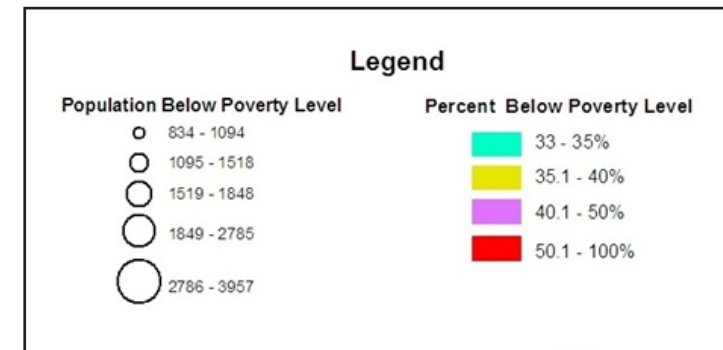 Legend
Population Below Poverty Level
834 - 1094
1095 - 1518
1519 - 1848
1849 - 2785
2786 - 3957
Percent Below Poverty Level
33 - 35%
35.1 - 40%
40.1 - 50%
50.1 - 100%